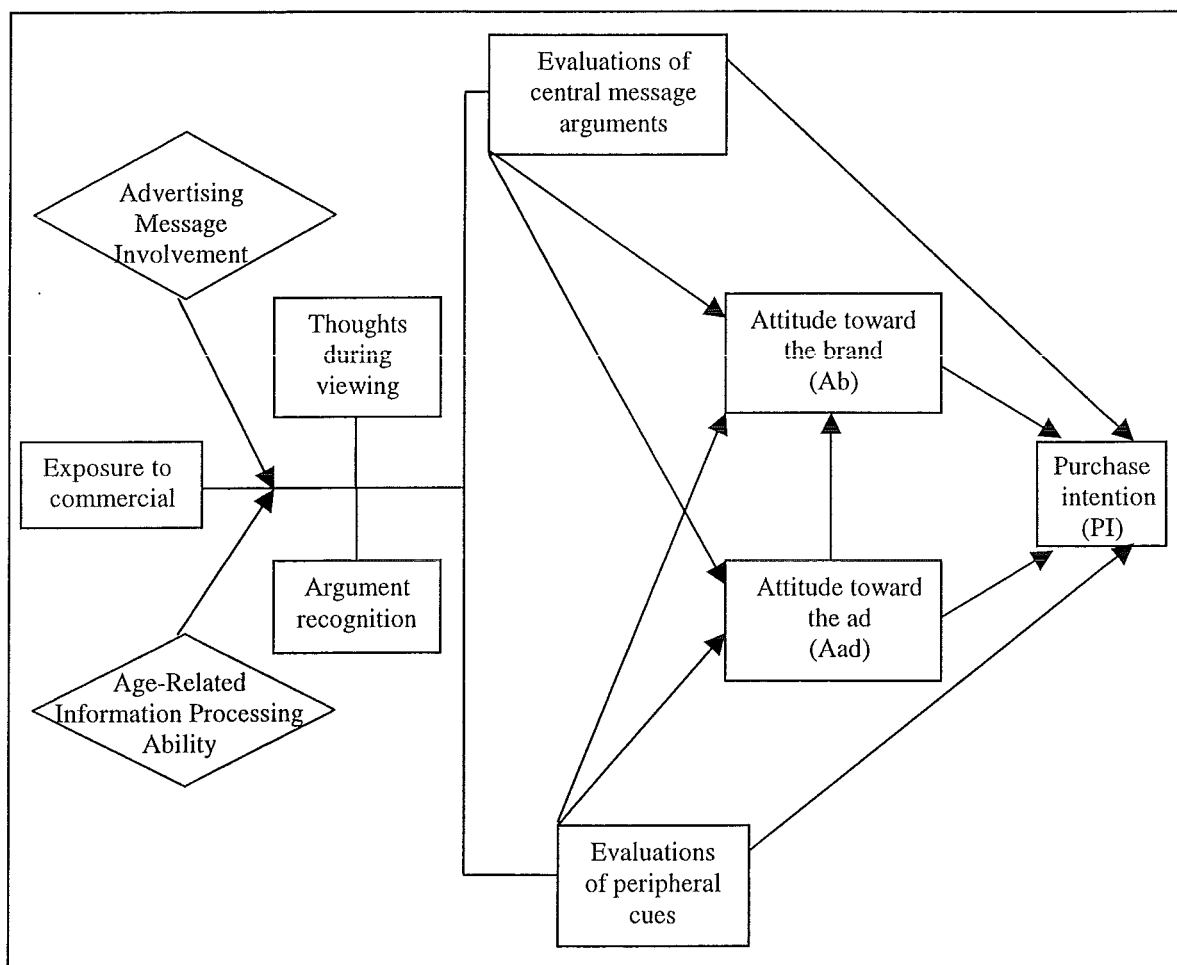 Evaluations of
central message
arguments
Advertising
Message
Involvement
Thoughts
during
viewing
Attitude toward
the brand
(Ab)
Exposure to
commercial
Purchase
intention
(PI)
Argument
recognition
Attitude toward
the ad
(Aad)
Age-Related
Information Processing
Ability
Evaluations
of peripheral
cues